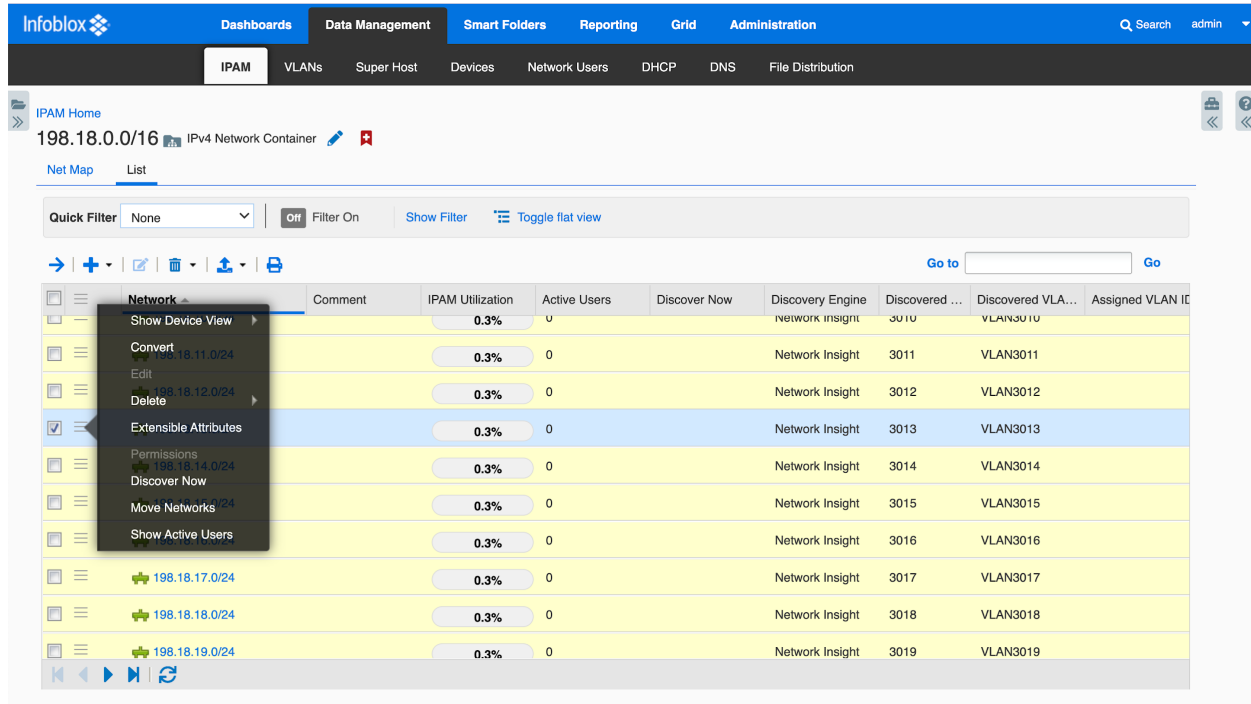 Infoblox Dashboards Data Management Smart Folders Reporting Grid Administration Search admin
IPAM VLANs Super Host Devices Network Users DHCP DNS File Distribution
IPAM Home
198.18.0.0/16 IPv4 Network Container
Net Map List
Quick Filter None Off Filter On Show Filter Toggle flat view
Go to Go
Network Comment IPAM Utilization Active Users Discover Now Discovery Engine Discovered ... Discovered VLA... Assigned VLAN ID
Show Device View 0.3% 0 Network Insight 3010 VLAN3010
Convert
198.18.11.0/24 0.3% 0 Network Insight 3011 VLAN3011
Edit
198.18.12.0/24 0.3% 0 Network Insight 3012 VLAN3012
Delete
Extensible Attributes 0.3% 0 Network Insight 3013 VLAN3013
Permissions
198.18.14.0/24 0.3% 0 Network Insight 3014 VLAN3014
Discover Now
0.3% 0 Network Insight 3015 VLAN3015
Move Networks
Show Active Users 0.3% 0 Network Insight 3016 VLAN3016
198.18.17.0/24 0.3% 0 Network Insight 3017 VLAN3017
198.18.18.0/24 0.3% 0 Network Insight 3018 VLAN3018
198.18.19.0/24 0.3% 0 Network Insight 3019 VLAN3019